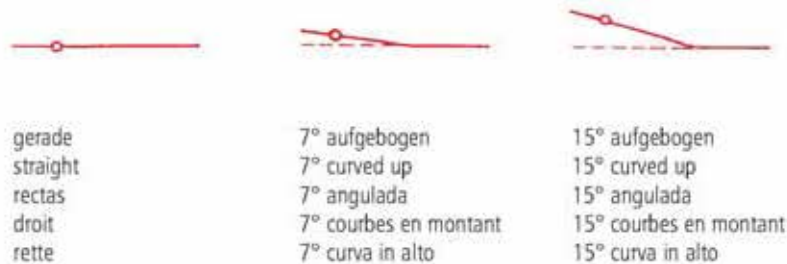 gerade
straight
rectas
droit
rette
7° aufgebogen
7° curved up
7° angulada
7° courbes en montant
7° curva in alto
15° aufgebogen
15° curved up
15° angulada
15° courbes en montant
15° curva in alto